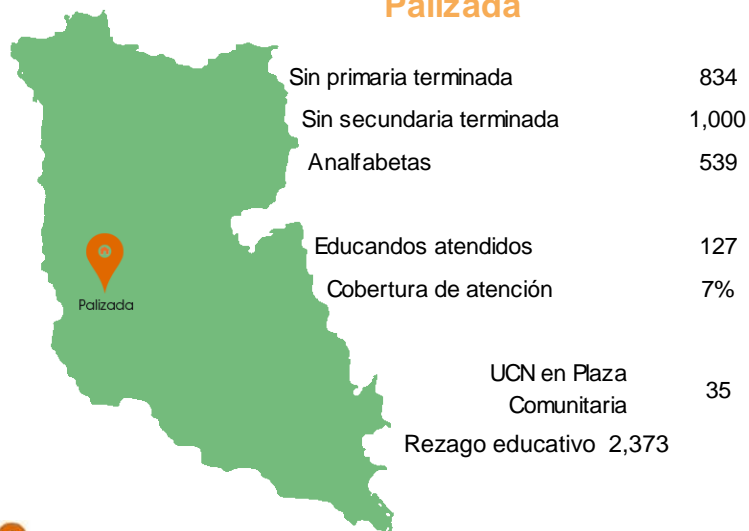 Palizada
Sin primaria terminada 834
Sin secundaria terminada 1,000
Analfabetas 539
Educandos atendidos 127
Cobertura de atención 7%
Palizada
UCN en Plaza
Comunitaria 35
Rezago educativo 2,373